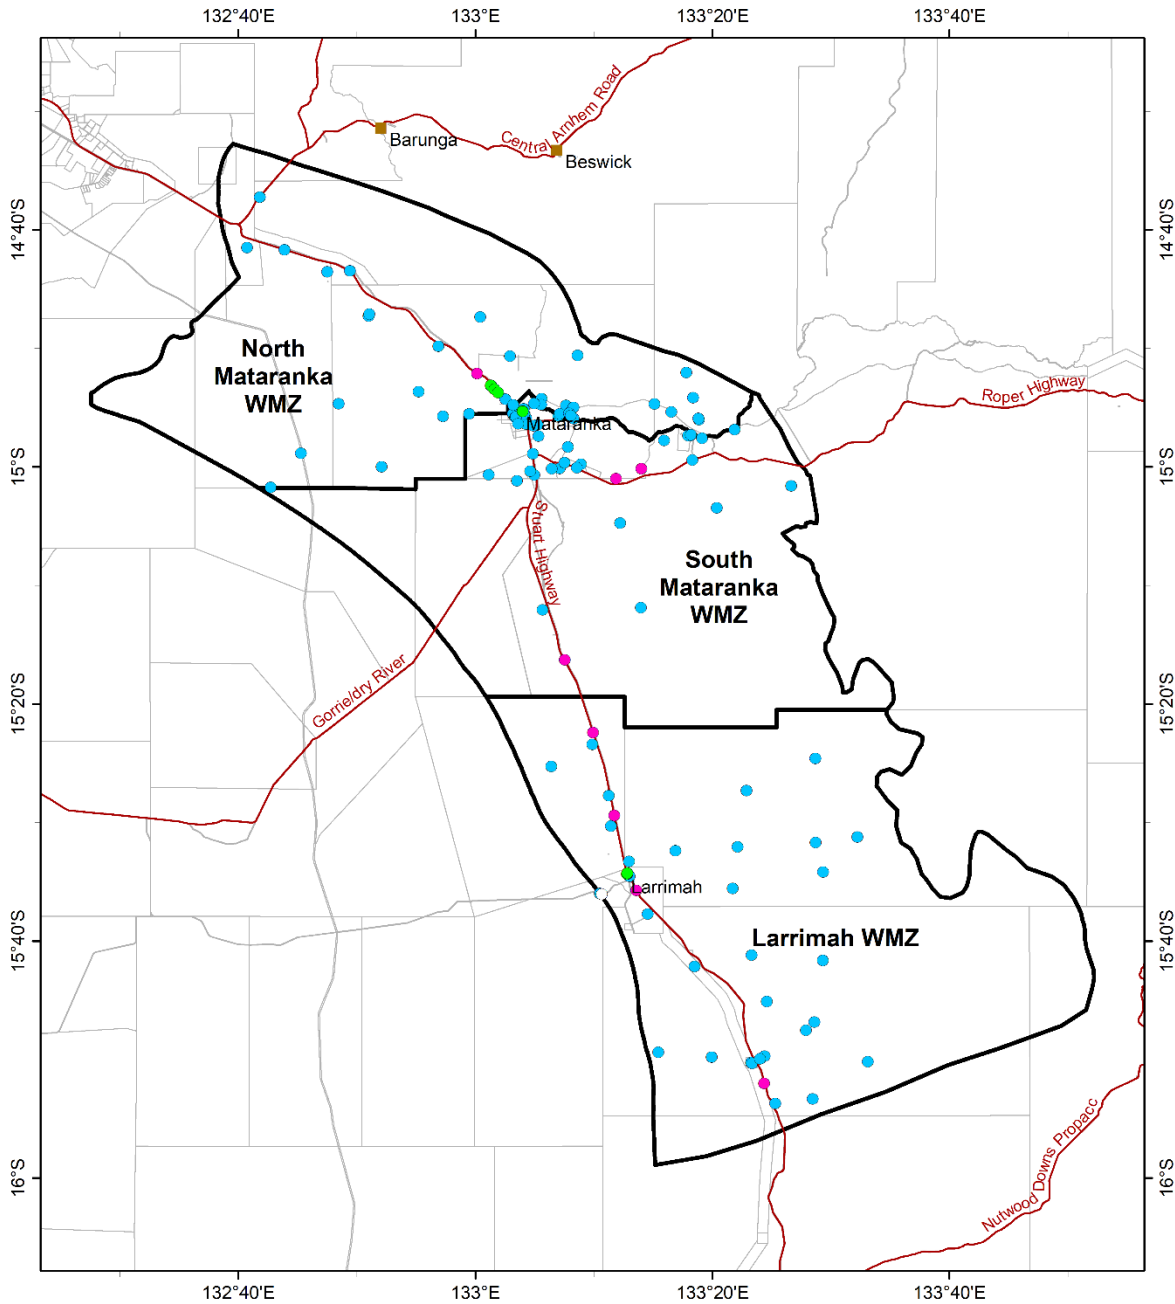 132°40'E
133°E
133°20'E
133°40'E
Central Arnhem Road
Barunga
Beswick
14°40'S
14°40'S
North
Mataranka
WMZ
Roper Highway
Mataranka
15°S
15°S
Stuart Highway
South
Mataranka
WMZ
Gorrie/dry River
15°20'S
15°20'S
Larrimah
Larrimah WMZ
15°40'S
15°40'S
Nutwood Downs Propacc
16°S
16°S
132°40'E
133°E
133°20'E
133°40'E